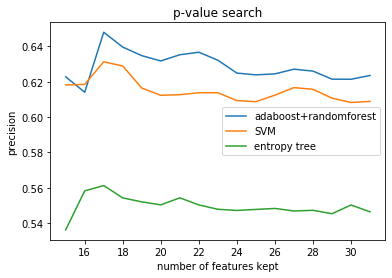 p-value search
precision
0.64
0.62
0.60
0.58
0.56
0.54
adaboost+randomforest
SVM
entropy tree
16 18 20 22 24 26 28 30
number of features kept